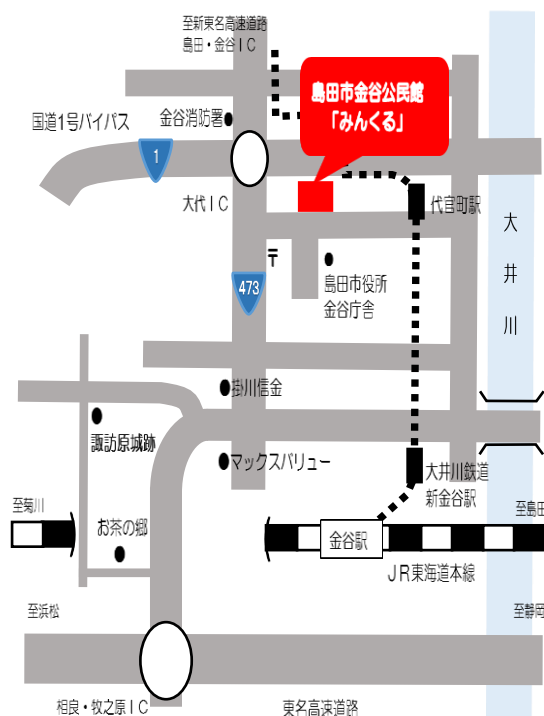 至新東名高速道路
島田・金谷IC
島田市金谷公民館
「みんくる」
国道1号バイパス
金谷消防署
1
大代IC
代官町駅
大井川
〒
島田市役所
金谷庁舎
473
掛川信金
諏訪原城跡
マックスバリュー
大井川鉄道
新金谷駅
至菊川
お茶の郷
金谷駅
至島田
JR東海道本線
至浜松
至静岡
相良・牧之原IC
東名高速道路